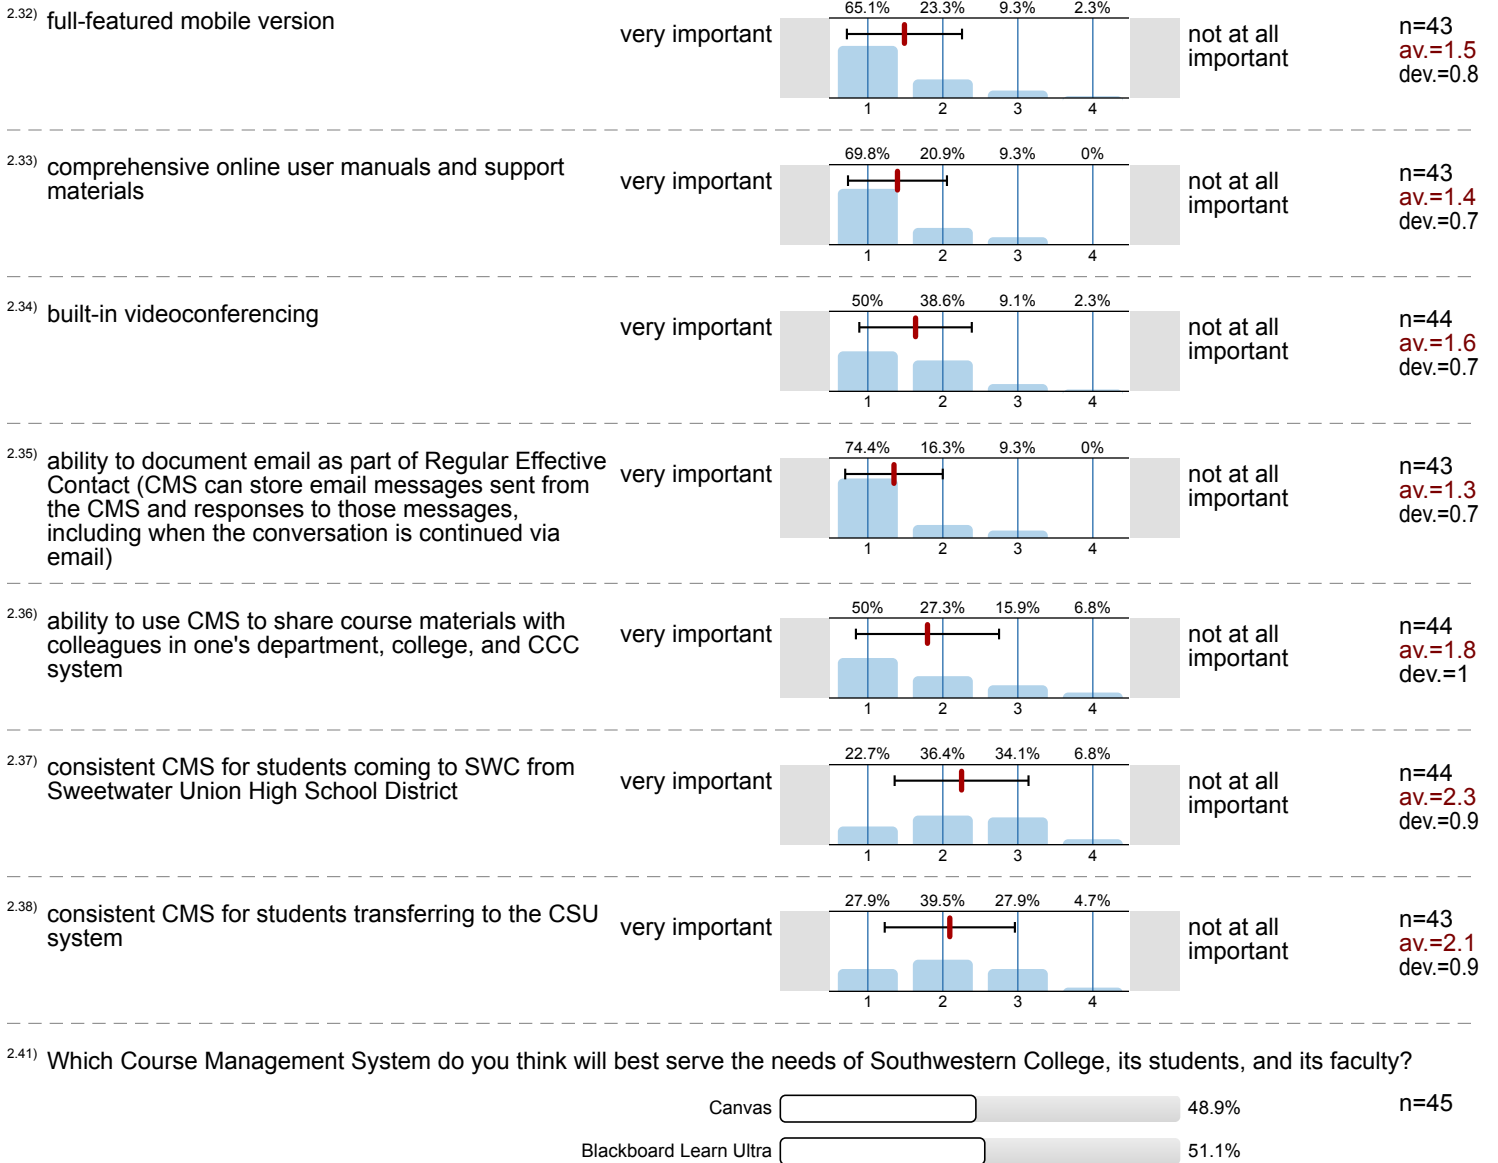 65.1% 23.3% 9.3% 2.3%
2.32) full-featured mobile version
very important
not at all
important
n=43
av.=1.5
dev.=0.8
1 2 3 4
69.8% 20.9% 9.3% 0%
2.33) comprehensive online user manuals and support
materials
very important
not at all
important
n=43
av.=1.4
dev.=0.7
1 2 3 4
50% 38.6% 9.1% 2.3%
2.34) built-in videoconferencing
very important
not at all
important
n=44
av.=1.6
dev.=0.7
1 2 3 4
74.4% 16.3% 9.3% 0%
2.35) ability to document email as part of Regular Effective
Contact (CMS can store email messages sent from
the CMS and responses to those messages,
including when the conversation is continued via
email)
very important
not at all
important
n=43
av.=1.3
dev.=0.7
1 2 3 4
50% 27.3% 15.9% 6.8%
2.36) ability to use CMS to share course materials with
colleagues in one's department, college, and CCC
system
very important
not at all
important
n=44
av.=1.8
dev.=1
1 2 3 4
22.7% 36.4% 34.1% 6.8%
2.37) consistent CMS for students coming to SWC from
Sweetwater Union High School District
very important
not at all
important
n=44
av.=2.3
dev.=0.9
1 2 3 4
27.9% 39.5% 27.9% 4.7%
2.38) consistent CMS for students transferring to the CSU
system
very important
not at all
important
n=43
av.=2.1
dev.=0.9
1 2 3 4
2.41) Which Course Management System do you think will best serve the needs of Southwestern College, its students, and its faculty?
Canvas 48.9% n=45
Blackboard Learn Ultra 51.1%